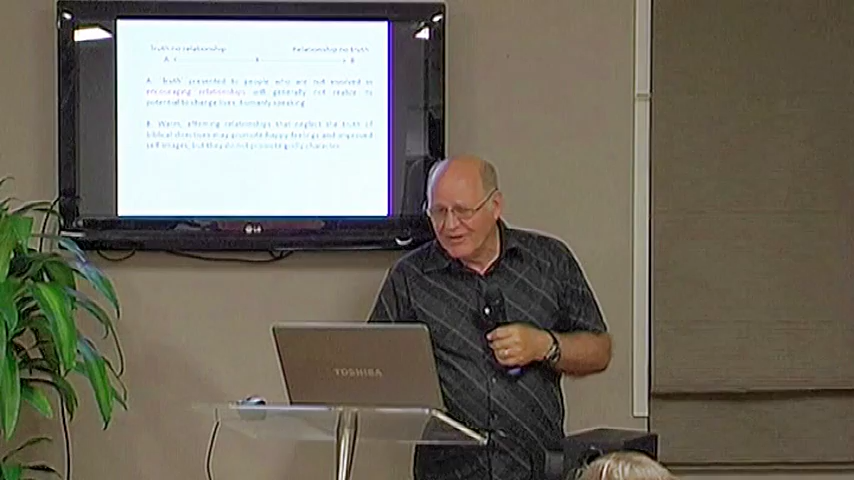 Truth no relationship Relationship no truth
A B
A. 'Truth' presented to people who are not involved in
encouraging relationships will generally not realize its
potential to change lives, humanly speaking.
B. Warm, affirming relationships that neglect the truth of
biblical directives may promote happy feelings and improved
self images, but they do not promote godly character.
LG
TOSHIBA